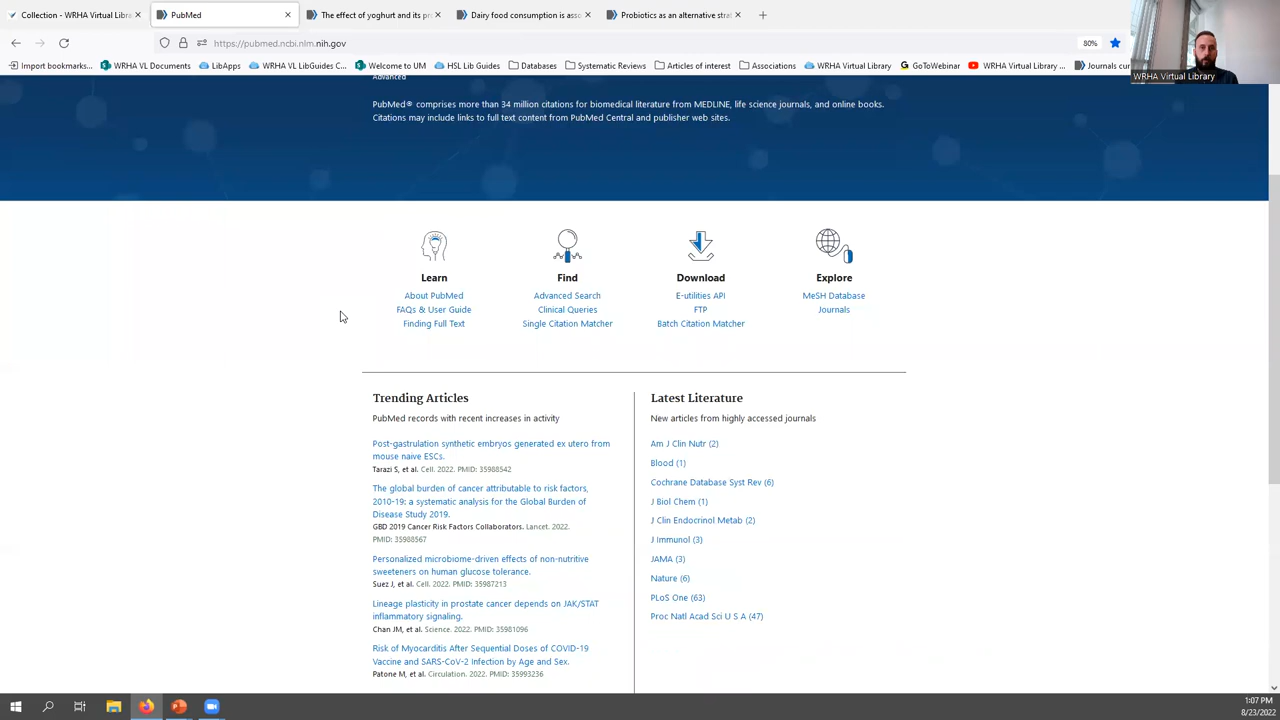 Collection - WRHA Virtual Libra
PubMed
The effect of yoghurt and its pr
Dairy food consumption is ass
Probiotics as an alternative strat
https://pubmed.ncbi.nlm.nih.gov
80%
Import bookmarks...
WRHA VL Documents
LibApps
WRHA VL LibGuides C...
Welcome to UM
HSL Lib Guides
Databases
Systematic Reviews
Articles of interest
Associations
WRHA Virtual Library
GoToWebinar
WRHA Virtual Library ...
Journals cur
WRHA Virtual Library
Advanced
PubMed® comprises more than 34 million citations for biomedical literature from MEDLINE, life science journals, and online books.
Citations may include links to full text content from PubMed Central and publisher web sites.
Learn
About PubMed
FAQs & User Guide
Finding Full Text
Find
Advanced Search
Clinical Queries
Single Citation Matcher
Download
E-utilities API
FTP
Batch Citation Matcher
Explore
MeSH Database
Journals
Trending Articles
PubMed records with recent increases in activity
Post-gastrulation synthetic embryos generated ex utero from
mouse naive ESCs.
Tarazi S, et al. Cell. 2022. PMID: 35988542
The global burden of cancer attributable to risk factors,
2010-19: a systematic analysis for the Global Burden of
Disease Study 2019.
GBD 2019 Cancer Risk Factors Collaborators. Lancet. 2022.
PMID: 35988567
Personalized microbiome-driven effects of non-nutritive
sweeteners on human glucose tolerance.
Suez J, et al. Cell. 2022. PMID: 35987213
Lineage plasticity in prostate cancer depends on JAK/STAT
inflammatory signaling.
Chan JM, et al. Science. 2022. PMID: 35981096
Risk of Myocarditis After Sequential Doses of COVID-19
Vaccine and SARS-CoV-2 Infection by Age and Sex.
Patone M, et al. Circulation. 2022. PMID: 35993236
Latest Literature
New articles from highly accessed journals
Am J Clin Nutr (2)
Blood (1)
Cochrane Database Syst Rev (6)
J Biol Chem (1)
J Clin Endocrinol Metab (2)
J Immunol (3)
JAMA (3)
Nature (6)
PLoS One (63)
Proc Natl Acad Sci U S A (47)
1:07 PM
8/23/2022